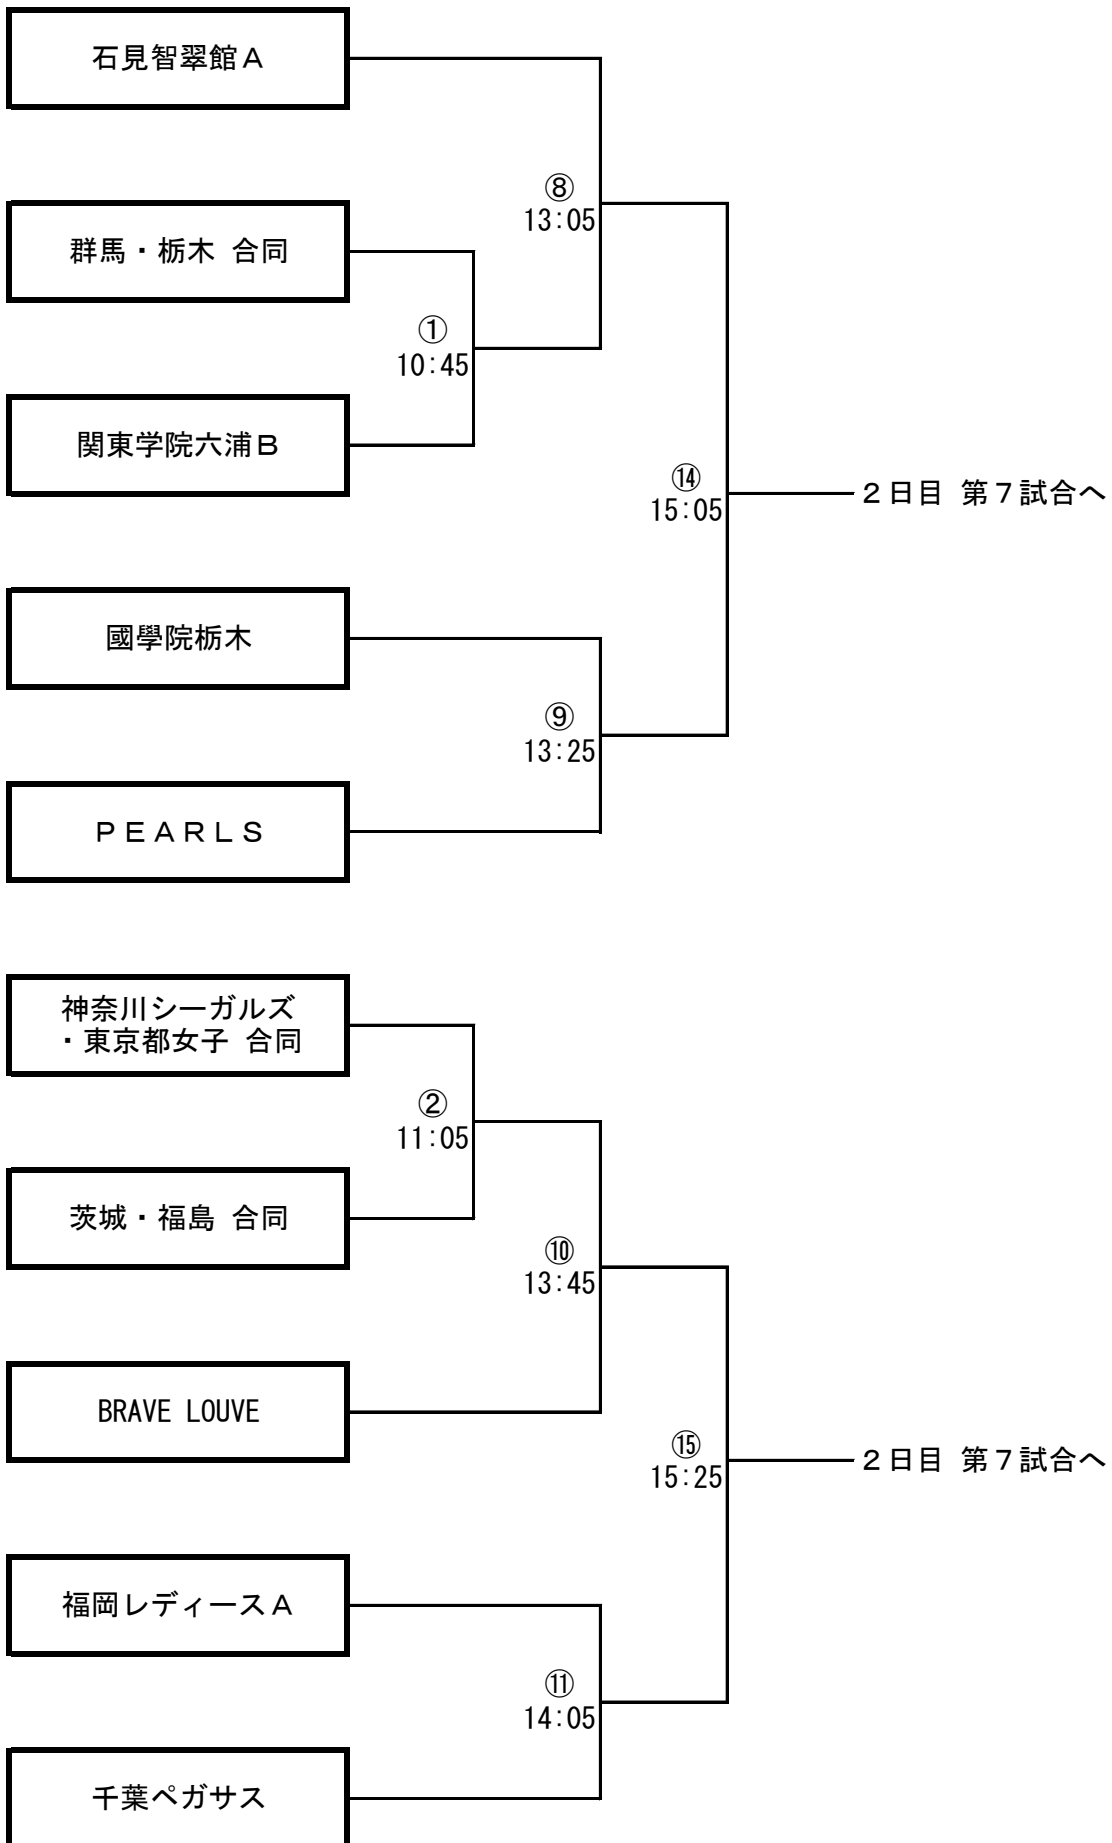 石見智翠館Ａ
⑧
13:05
群馬・栃木 合同
①
10:45
関東学院六浦Ｂ
⑭
15:05
２日目 第７試合へ
國學院栃木
⑨
13:25
ＰＥＡＲＬＳ
神奈川シーガルズ
・東京都女子 合同
②
11:05
茨城・福島 合同
⑩
13:45
BRAVE LOUVE
⑮
15:25
２日目 第７試合へ
福岡レディースＡ
⑪
14:05
千葉ペガサス